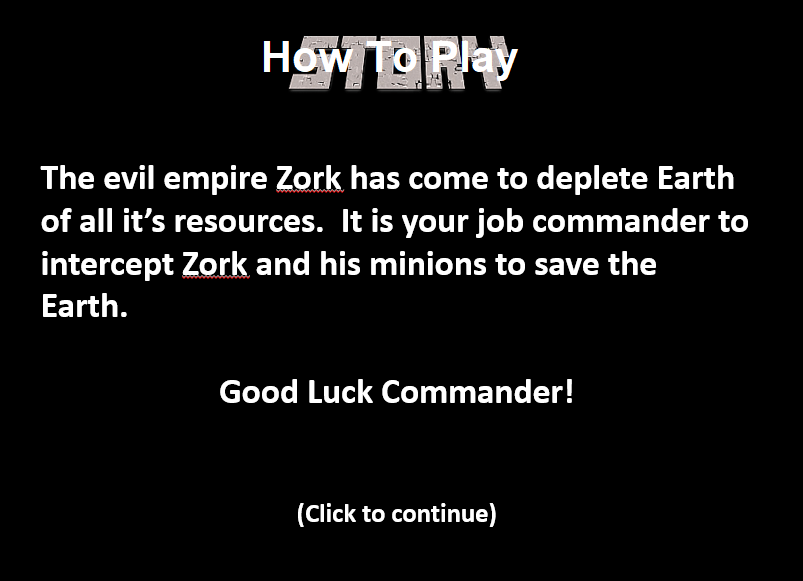 STORY
How To Play
The evil empire Zork has come to deplete Earth
of all it’s resources.  It is your job commander to
intercept Zork and his minions to save the
Earth.
Good Luck Commander!
(Click to continue)